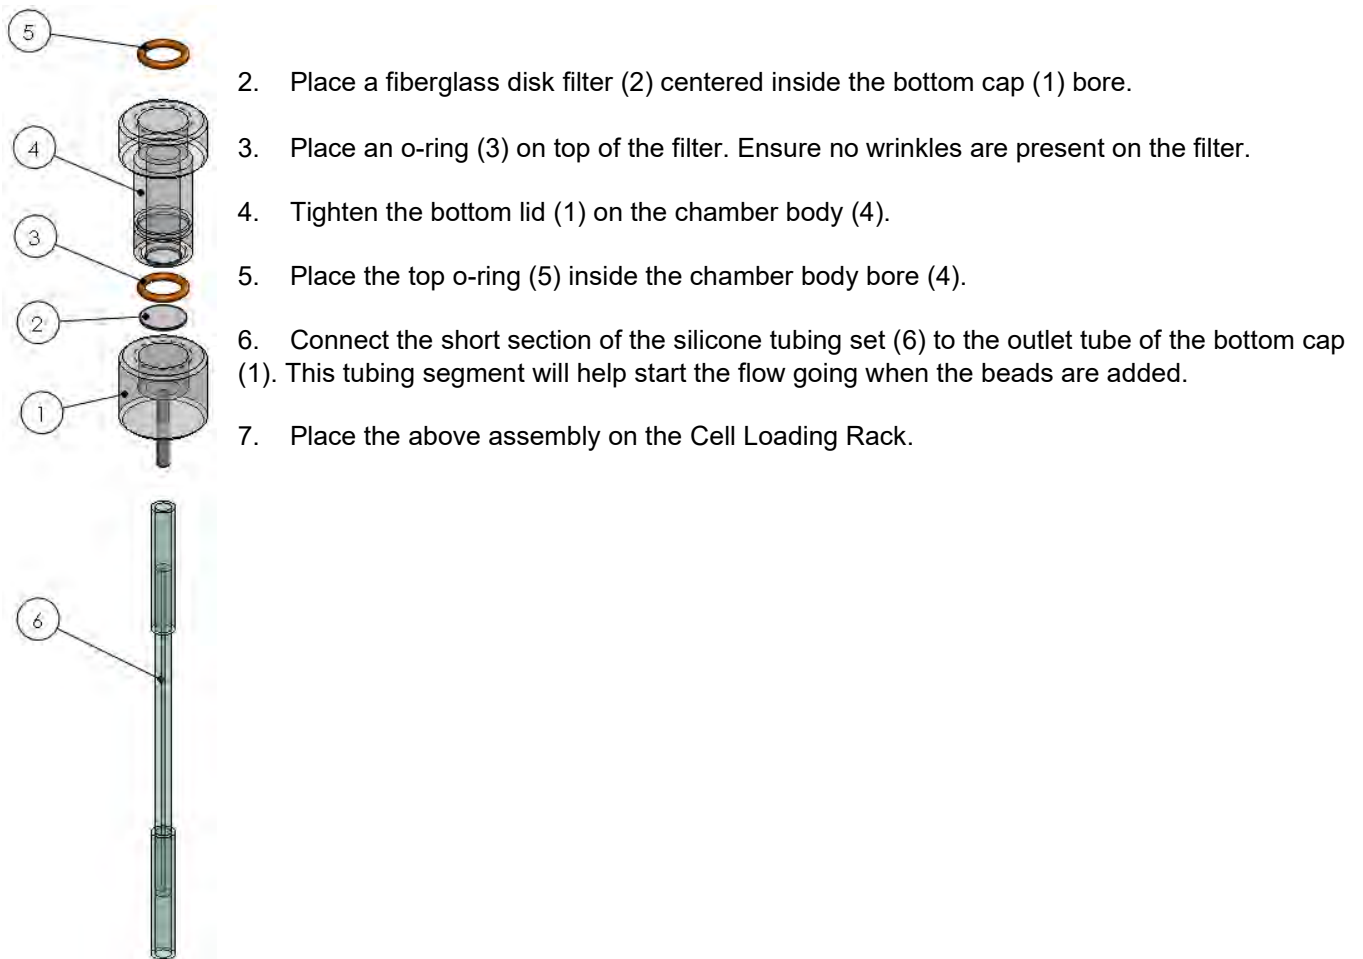 5
2. Place a fiberglass disk filter (2) centered inside the bottom cap (1) bore.
4
3. Place an o-ring (3) on top of the filter. Ensure no wrinkles are present on the filter.
4. Tighten the bottom lid (1) on the chamber body (4).
3
5. Place the top o-ring (5) inside the chamber body bore (4).
2
6. Connect the short section of the silicone tubing set (6) to the outlet tube of the bottom cap
(1). This tubing segment will help start the flow going when the beads are added.
1
7. Place the above assembly on the Cell Loading Rack.
6